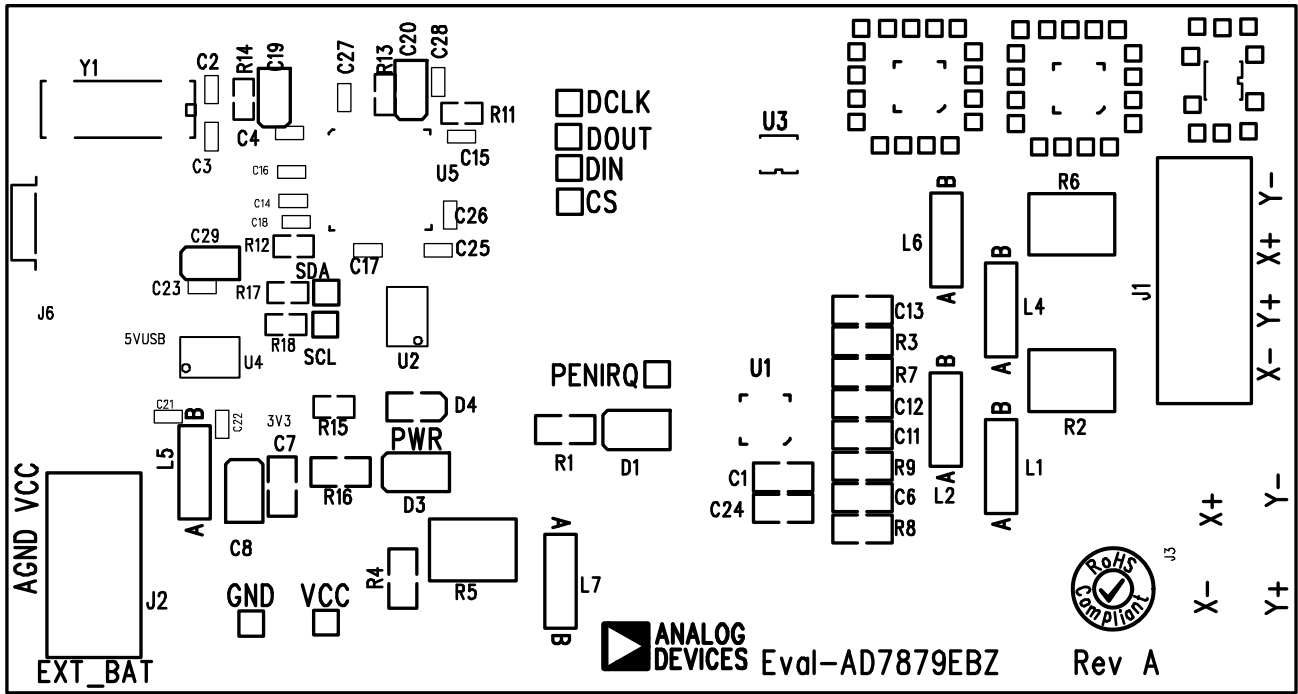 Y1
C2
R14
C19
C27
R13
C20
C28
R11
C4
C3
C15
C16
U5
C14
C18
C26
R12
C17
C25
C29
SDA
C23
R17
R18
SCL
U2
J6
5VUSB
U4
DCLK
DOUT
DIN
CS
U3
R6
L6
B
A
B
L4
A
J1
Y-
X+
Y+
X-
C13
R3
R7
C12
C11
R9
C6
R8
PENIRQ
U1
R1
D1
C1
C24
B
L2
A
B
L1
A
R2
C21
C22
B
L5
A
3V3
C7
R15
D4
PWR
R16
D3
C8
AGND VCC
J2
EXT_BAT
GND
VCC
R4
R5
A
L7
B
X+
Y-
X-
Y+
J3
RoHS
Compliant
ANALOG
DEVICES
Eval-AD7879EBZ
Rev A